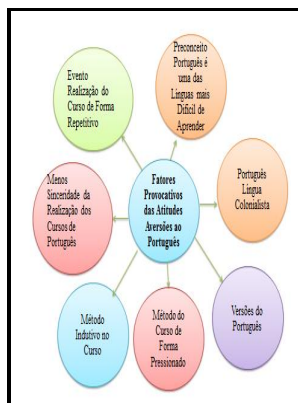 Preconceito
Português é
uma das
Línguas mais
Difícil de
Aprender
Evento
Realização do
Curso de Forma
Repetitivo
Português
Língua
Colonialista
Fatores
Provocativos
das Atitudes
Aversões ao
Português
Menos
Sinceridade da
Realização dos
Cursos de
Português
Versões do
Português
Método do
Curso de
Forma
Pressionado
Método
Indutivo no
Curso